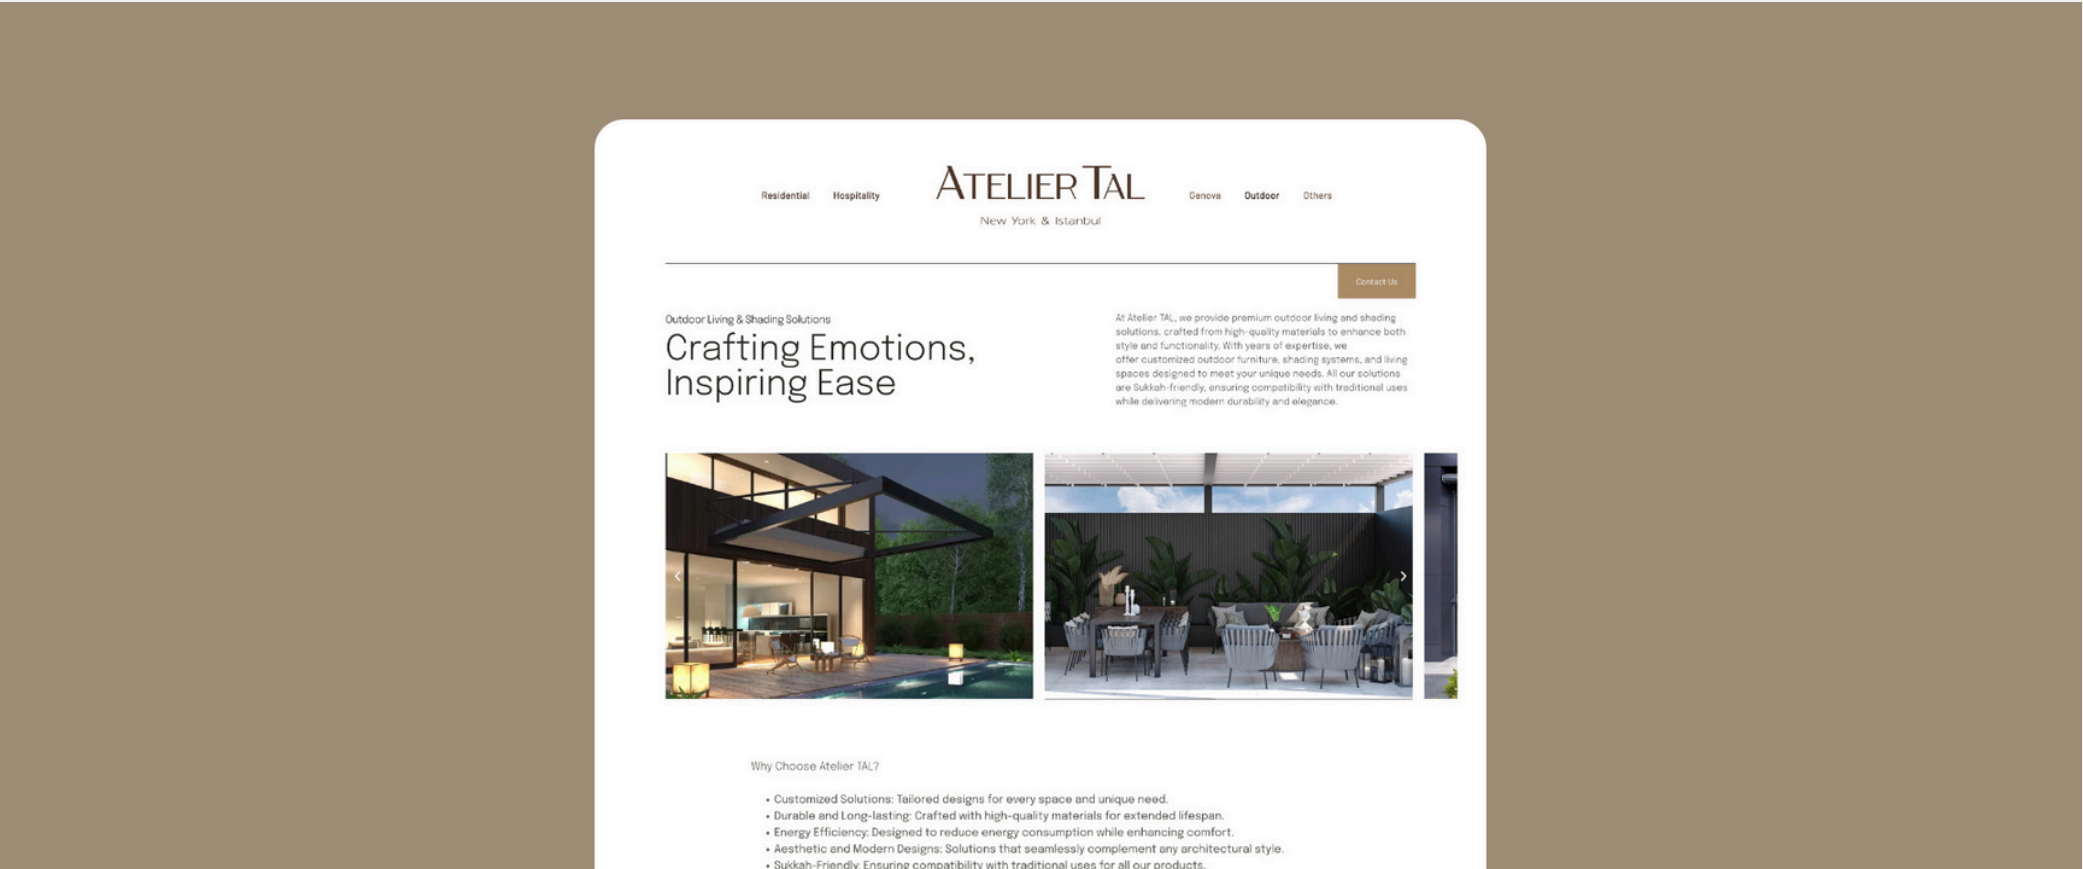 Residential Hospitality
ATELIER TAL
New York & Istanbul
Genova Outdoor Others
Contact Us
Outdoor Living & Shading Solutions
Crafting Emotions,
Inspiring Ease
At Atelier TAL, we provide premium outdoor living and shading
solutions, crafted from high-quality materials to enhance both
style and functionality. With years of expertise, we
offer customized outdoor furniture, shading systems, and living
spaces designed to meet your unique needs. All our solutions
are Sukkah-friendly, ensuring compatibility with traditional uses
while delivering modern durability and elegance.
Why Choose Atelier TAL?
• Customized Solutions: Tailored designs for every space and unique need.
• Durable and Long-lasting: Crafted with high-quality materials for extended lifespan.
• Energy Efficiency: Designed to reduce energy consumption while enhancing comfort.
• Aesthetic and Modern Designs: Solutions that seamlessly complement any architectural style.
• Sukkah-Friendly: Ensuring compatibility with traditional uses for all our products.